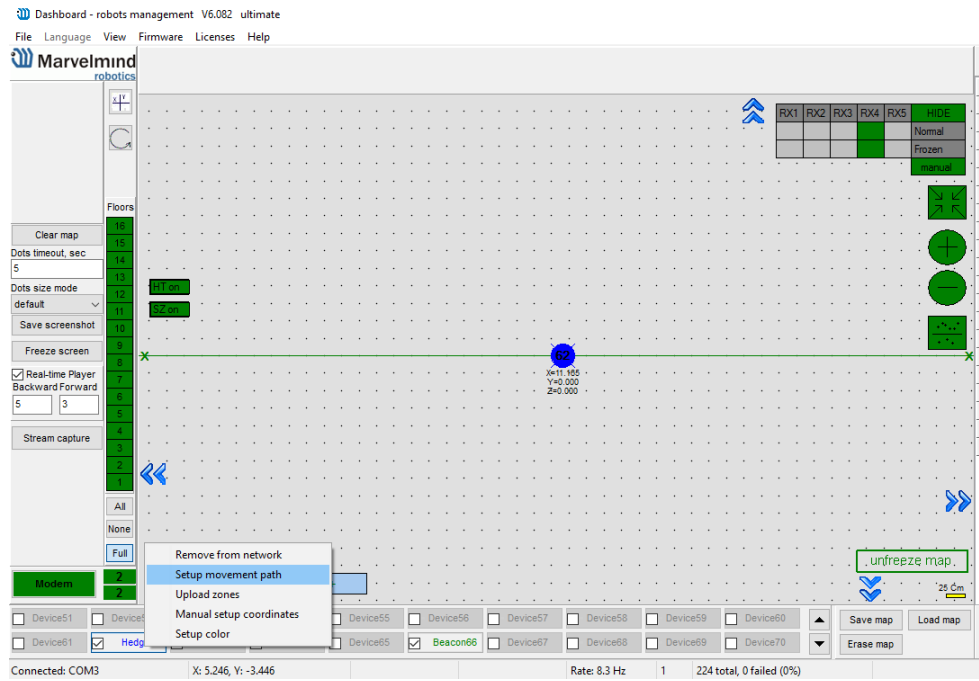 Dashboard - robots management V6.082 ultimate
File Language View Firmware Licenses Help
Marvelmind
robotics
X Y
RX1 RX2 RX3 RX4 RX5 HIDE
Normal
Frozen
manual
Floors
16
15
14
13
12
11
10
9
8
7
6
5
4
3
2
1
All
None
Full
2
2
Clear map
Dots timeout, sec
5
Dots size mode
default
Save screenshot
Freeze screen
Real-time Player
Backward Forward
5 3
Stream capture
Modem
HT on
SZ on
X X
62
X=11.165
Y=0.000
Z=0.000
unfreeze map
25 Cm
Remove from network
Setup movement path
Upload zones
Manual setup coordinates
Setup color
Device51 Device55 Device56 Device57 Device58 Device59 Device60 Save map Load map
Device61 Hedg Device65 Beacon66 Device67 Device68 Device69 Device70 Erase map
Connected: COM3 X: 5.246, Y: -3.446 Rate: 8.3 Hz 1 224 total, 0 failed (0%)